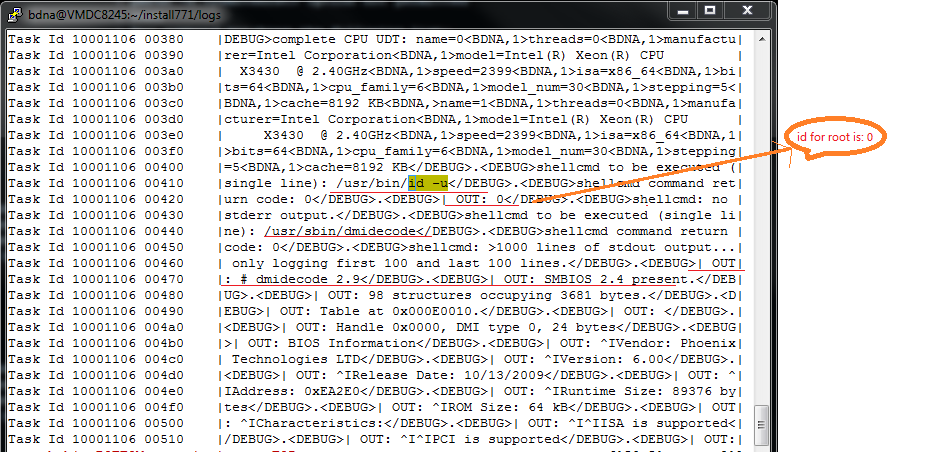 bdna@VMDC8245:~/install771/logs
Task Id 10001106 00380 |DEBUG>complete CPU UDT: name=0<BDNA,1>threads=0<BDNA,1>manufactu|
Task Id 10001106 00390 |rer=Intel Corporation<BDNA,1>model=Intel(R) Xeon(R) CPU |
Task Id 10001106 003a0 | X3430 @ 2.40GHz<BDNA,1>speed=2399<BDNA,1>isa=x86_64<BDNA,1>bi|
Task Id 10001106 003b0 |ts=64<BDNA,1>cpu_family=6<BDNA,1>model_num=30<BDNA,1>stepping=5<|
Task Id 10001106 003c0 |BDNA,1>cache=8192 KB<BDNA,>name=1<BDNA,1>threads=0<BDNA,1>manufa|
Task Id 10001106 003d0 |cturer=Intel Corporation<BDNA,1>model=Intel(R) Xeon(R) CPU |
Task Id 10001106 003e0 | X3430 @ 2.40GHz<BDNA,1>speed=2399<BDNA,1>isa=x86_64<BDNA,1|
Task Id 10001106 003f0 |>bits=64<BDNA,1>cpu_family=6<BDNA,1>model_num=30<BDNA,1>stepping|
Task Id 10001106 00400 |=5<BDNA,1>cache=8192 KB</DEBUG>.<DEBUG>shellcmd to be executed (|
Task Id 10001106 00410 |single line): /usr/bin/id -u</DEBUG>.<DEBUG>shellcmd command ret|
Task Id 10001106 00420 |urn code: 0</DEBUG>.<DEBUG>| OUT: 0</DEBUG>.<DEBUG>shellcmd: no |
Task Id 10001106 00430 |stderr output.</DEBUG>.<DEBUG>shellcmd to be executed (single li|
Task Id 10001106 00440 |ne): /usr/sbin/dmidecode</DEBUG>.<DEBUG>shellcmd command return |
Task Id 10001106 00450 |code: 0</DEBUG>.<DEBUG>shellcmd: >1000 lines of stdout output...|
Task Id 10001106 00460 | only logging first 100 and last 100 lines.</DEBUG>.<DEBUG>| OUT|
Task Id 10001106 00470 |: # dmidecode 2.9</DEBUG>.<DEBUG>| OUT: SMBIOS 2.4 present.</DEB|
Task Id 10001106 00480 |UG>.<DEBUG>| OUT: 98 structures occupying 3681 bytes.</DEBUG>.<D|
Task Id 10001106 00490 |EBUG>| OUT: Table at 0x000E0010.</DEBUG>.<DEBUG>| OUT: </DEBUG>.|
Task Id 10001106 004a0 |<DEBUG>| OUT: Handle 0x0000, DMI type 0, 24 bytes</DEBUG>.<DEBUG|
Task Id 10001106 004b0 |>| OUT: BIOS Information</DEBUG>.<DEBUG>| OUT: ^IVendor: Phoenix|
Task Id 10001106 004c0 | Technologies LTD</DEBUG>.<DEBUG>| OUT: ^IVersion: 6.00</DEBUG>.|
Task Id 10001106 004d0 |<DEBUG>| OUT: ^IRelease Date: 10/13/2009</DEBUG>.<DEBUG>| OUT: ^|
Task Id 10001106 004e0 |IAddress: 0xEA2E0</DEBUG>.<DEBUG>| OUT: ^IRuntime Size: 89376 by|
Task Id 10001106 004f0 |tes</DEBUG>.<DEBUG>| OUT: ^IROM Size: 64 kB</DEBUG>.<DEBUG>| OUT|
Task Id 10001106 00500 |: ^ICharacteristics:</DEBUG>.<DEBUG>| OUT: ^I^IISA is supported<|
Task Id 10001106 00510 |/DEBUG>.<DEBUG>| OUT: ^I^IPCI is supported</DEBUG>.<DEBUG>| OUT:|
id for root is: 0